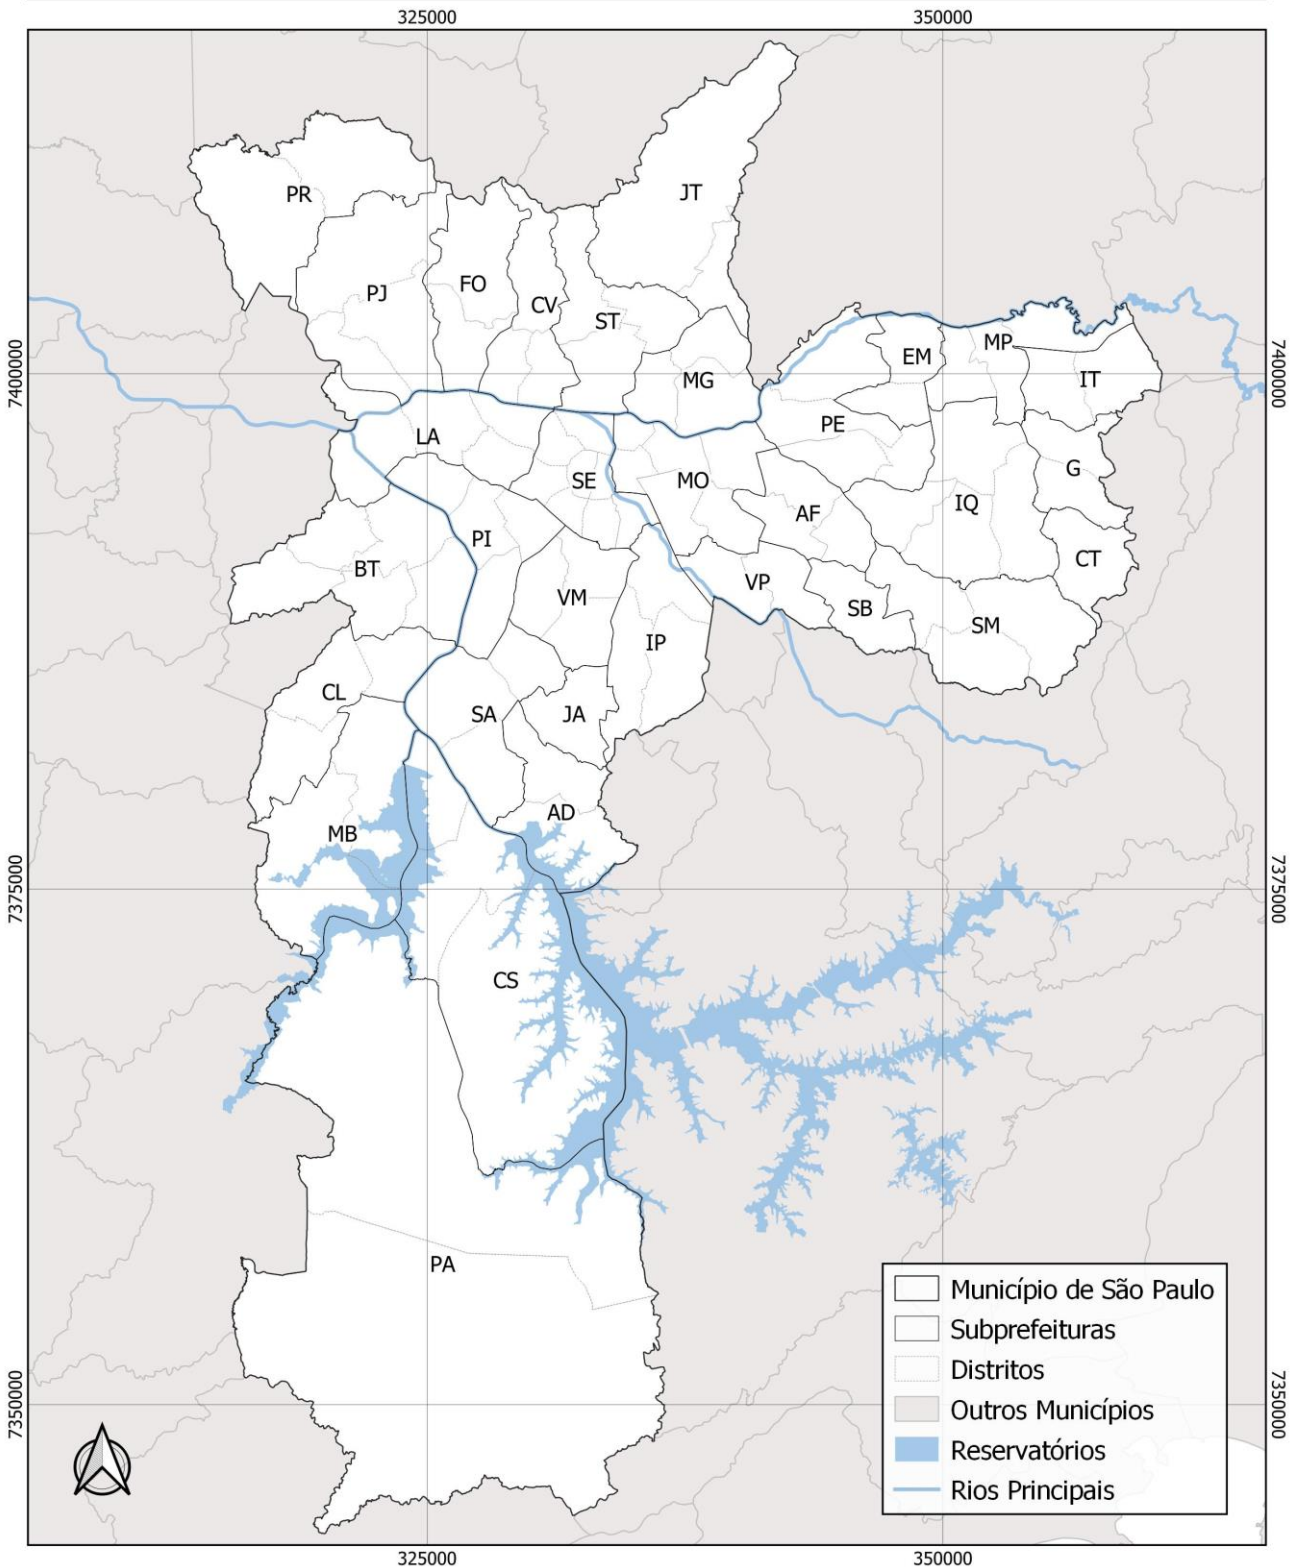 325000
350000
JT
PR
FO
PJ
CV
ST
MP
7400000
EM
7400000
IT
MG
PE
LA
G
SE
MO
IQ
AF
PI
CT
BT
VP
VM
SB
SM
IP
CL
SA
JA
AD
MB
7375000
7375000
CS
PA
Município de São Paulo
Subprefeituras
Distritos
7350000
7350000
Outros Municípios
Reservatórios
Rios Principais
325000
350000